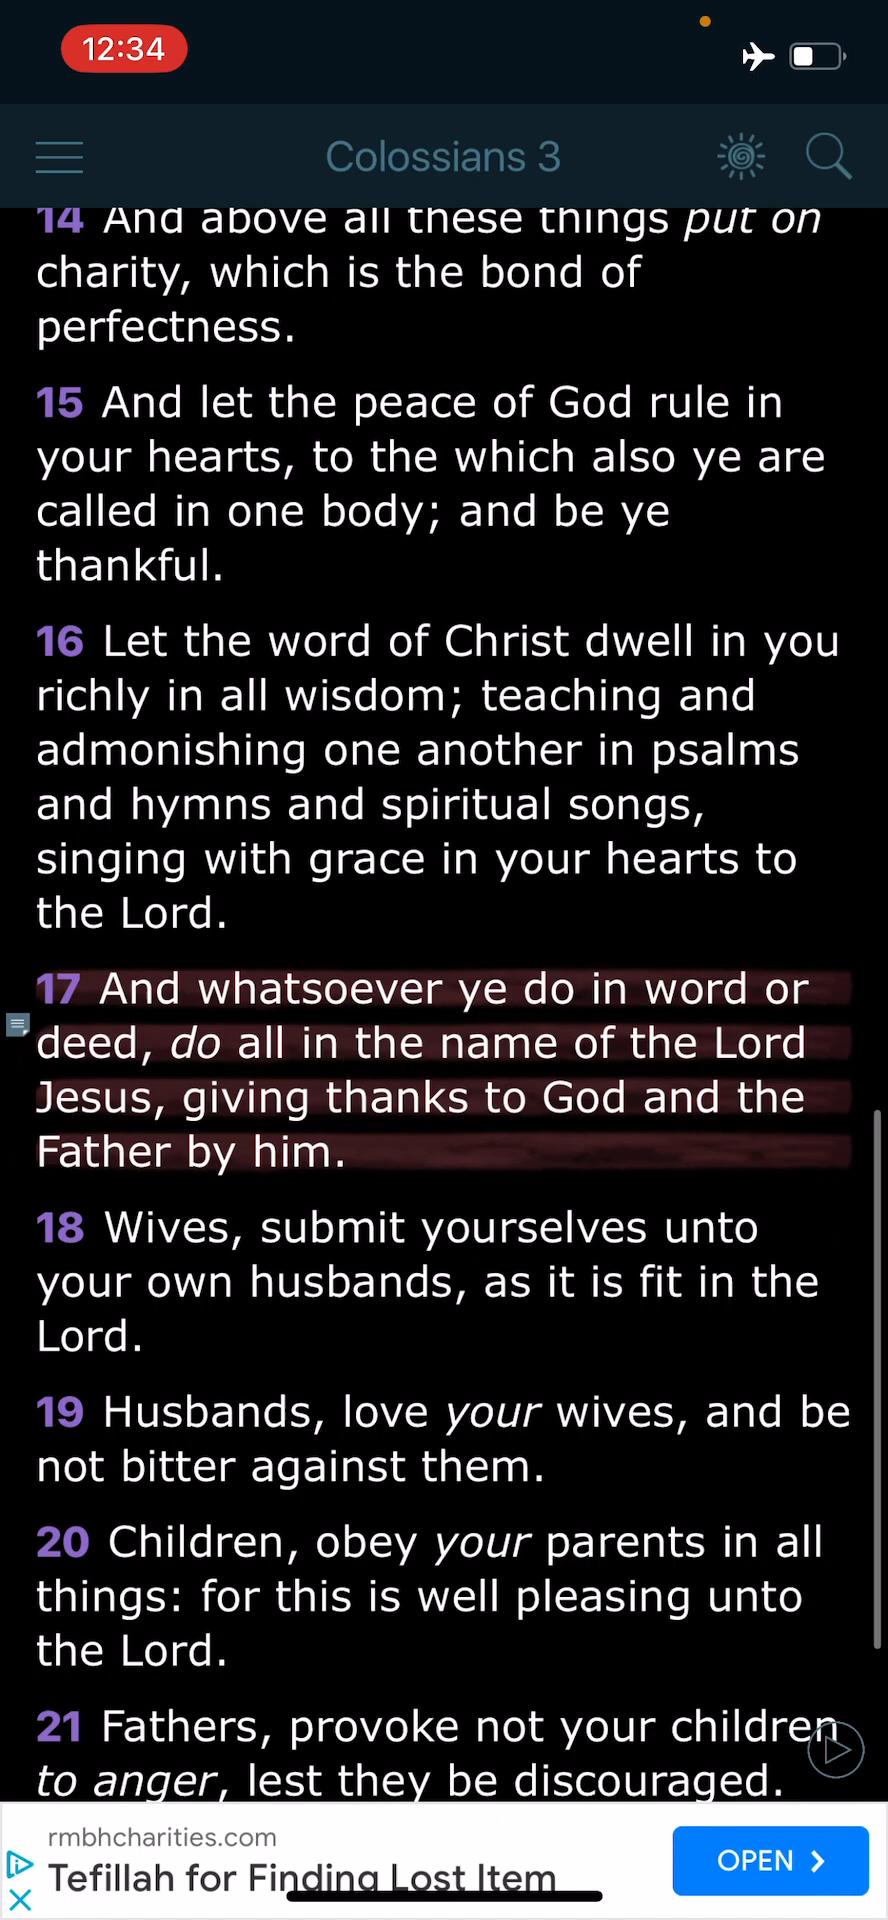 12:34
Colossians 3
14 And above all these things put on
charity, which is the bond of
perfectness.
15 And let the peace of God rule in
your hearts, to the which also ye are
called in one body; and be ye
thankful.
16 Let the word of Christ dwell in you
richly in all wisdom; teaching and
admonishing one another in psalms
and hymns and spiritual songs,
singing with grace in your hearts to
the Lord.
17 And whatsoever ye do in word or
deed, do all in the name of the Lord
Jesus, giving thanks to God and the
Father by him.
18 Wives, submit yourselves unto
your own husbands, as it is fit in the
Lord.
19 Husbands, love your wives, and be
not bitter against them.
20 Children, obey your parents in all
things: for this is well pleasing unto
the Lord.
21 Fathers, provoke not your children
to anger, lest they be discouraged.
rmbhcharities.com
Tefillah for Finding Lost Item
OPEN